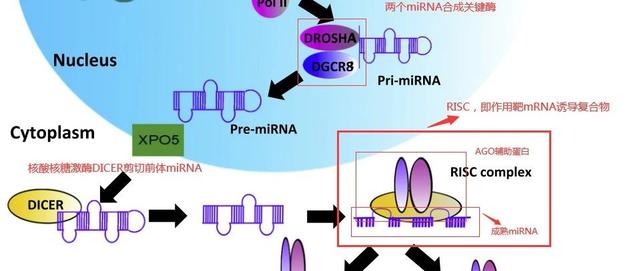 Pol II
两个miRNA合成关键酶
DROSHA
Nucleus
DGCR8
Pri-miRNA
RISC，即作用靶mRNA诱导复合物
Pre-miRNA
Cytoplasm
XPO5
AGO辅助蛋白
核酸核糖激酶DICER剪切前体miRNA
RISC complex
DICER
成熟miRNA